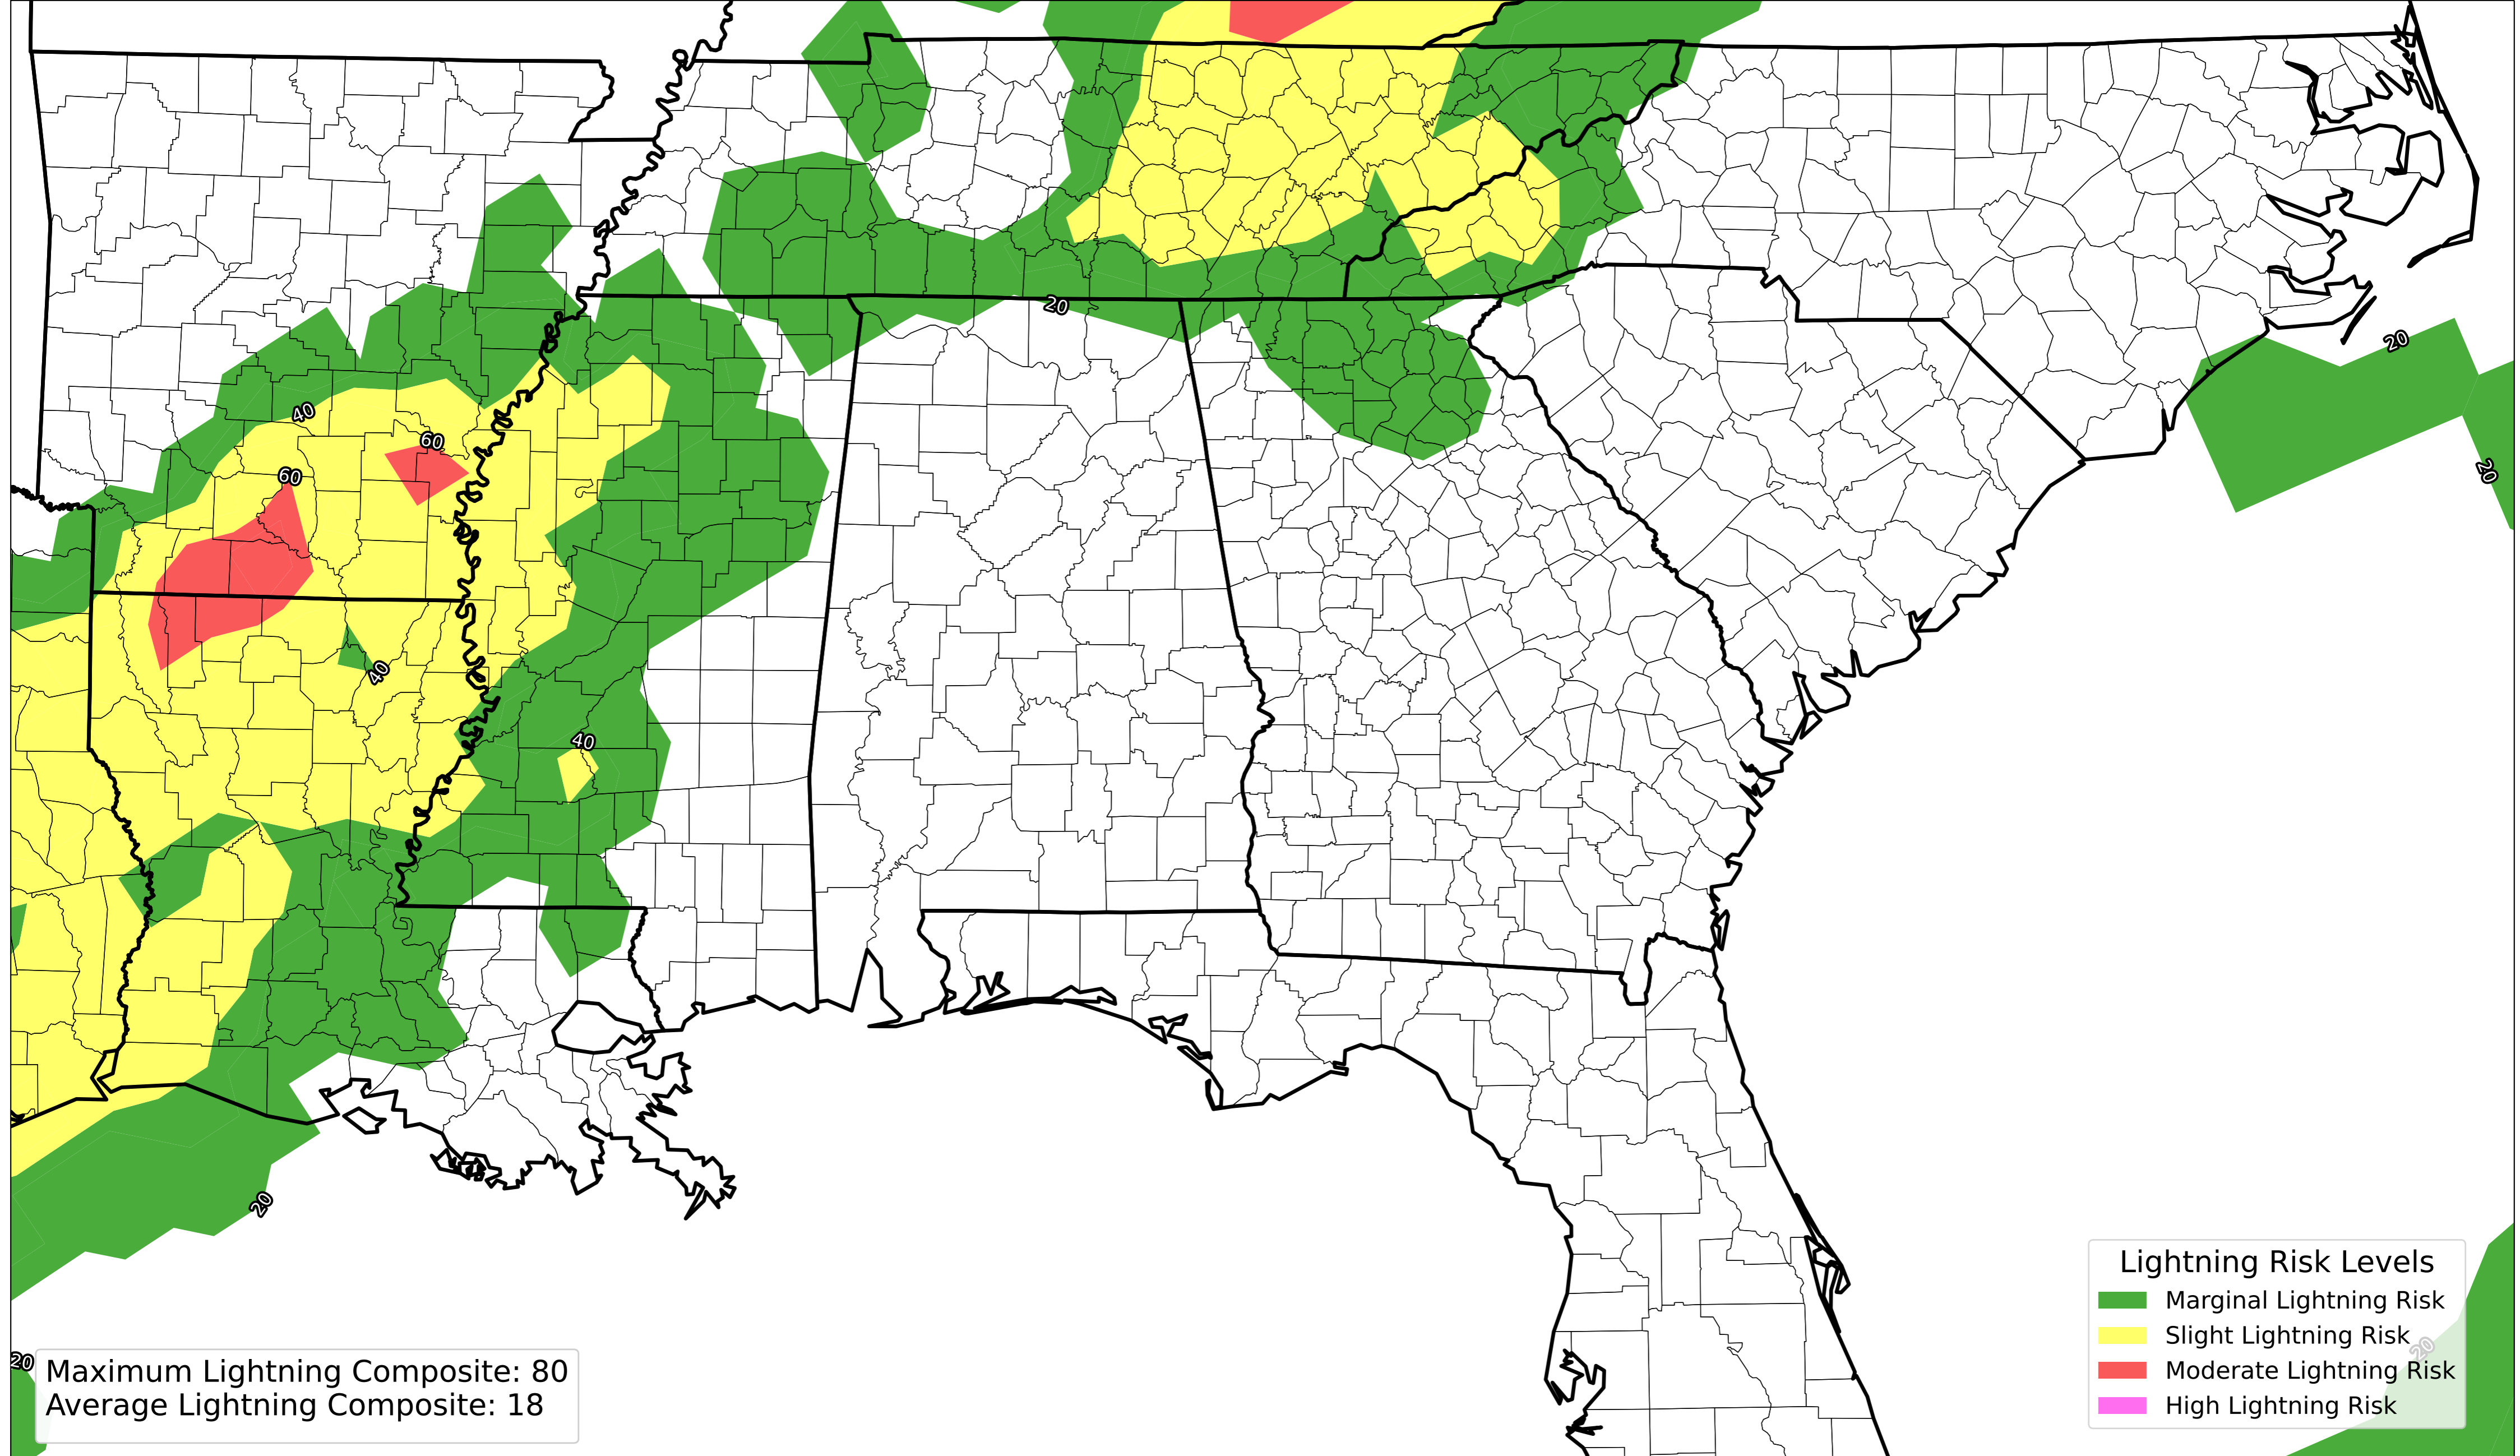 20
20
40
60
60
20
40
40
20
20
20
Lightning Risk Levels
Marginal Lightning Risk
Slight Lightning Risk
Moderate Lightning Risk
High Lightning Risk
20
Maximum Lightning Composite: 80
Average Lightning Composite: 18